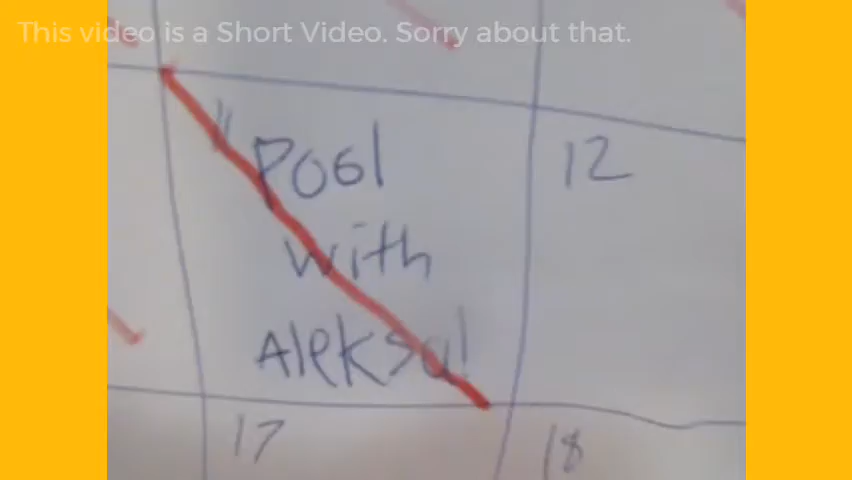 This video is a Short Video. Sorry about that.
11
Pool
with
Aleksa!
12
17
18